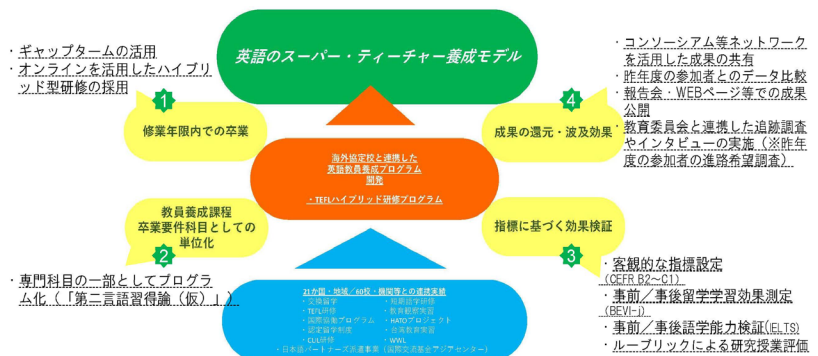 英語のスーパー・ティーチャー養成モデル
・ギャップタームの活用
・オンラインを活用したハイブリ
ッド型研修の採用
1
修業年限内での卒業
・コンソーシアム等ネットワーク
を活用した成果の共有
・昨年度の参加者とのデータ比較
・報告会・WEBページ等での成果
公開
・教育委員会と連携した追跡調査
やインタビューの実施（※昨年
度の参加者の進路希望調査）
4
成果の還元・波及効果
海外協定校と連携した
英語教員養成プログラム
開発
・TEFLハイブリッド研修プログラム
教員養成課程
卒業要件科目としての
単位化
2
・専門科目の一部としてプログラ
ム化（「第二言語習得論（仮）」）
指標に基づく効果検証
3
・客観的な指標設定
(CEFR B2～C1)
・事前／事後留学学習効果測定
(BEVI-j)
・事前／事後語学能力検証(IELTS)
・ルーブリックによる研究授業評価
21か国・地域／60校・機関等との連携実績
・交換留学
・短期語学研修
・TEFL研修
・教育観察実習
・国際協働プログラム
・HATOプロジェクト
・認定留学制度
・台湾教育実習
・CLIL研修
・WWL
・日本語パートナーズ派遣事業（国際交流基金アジアセンター）